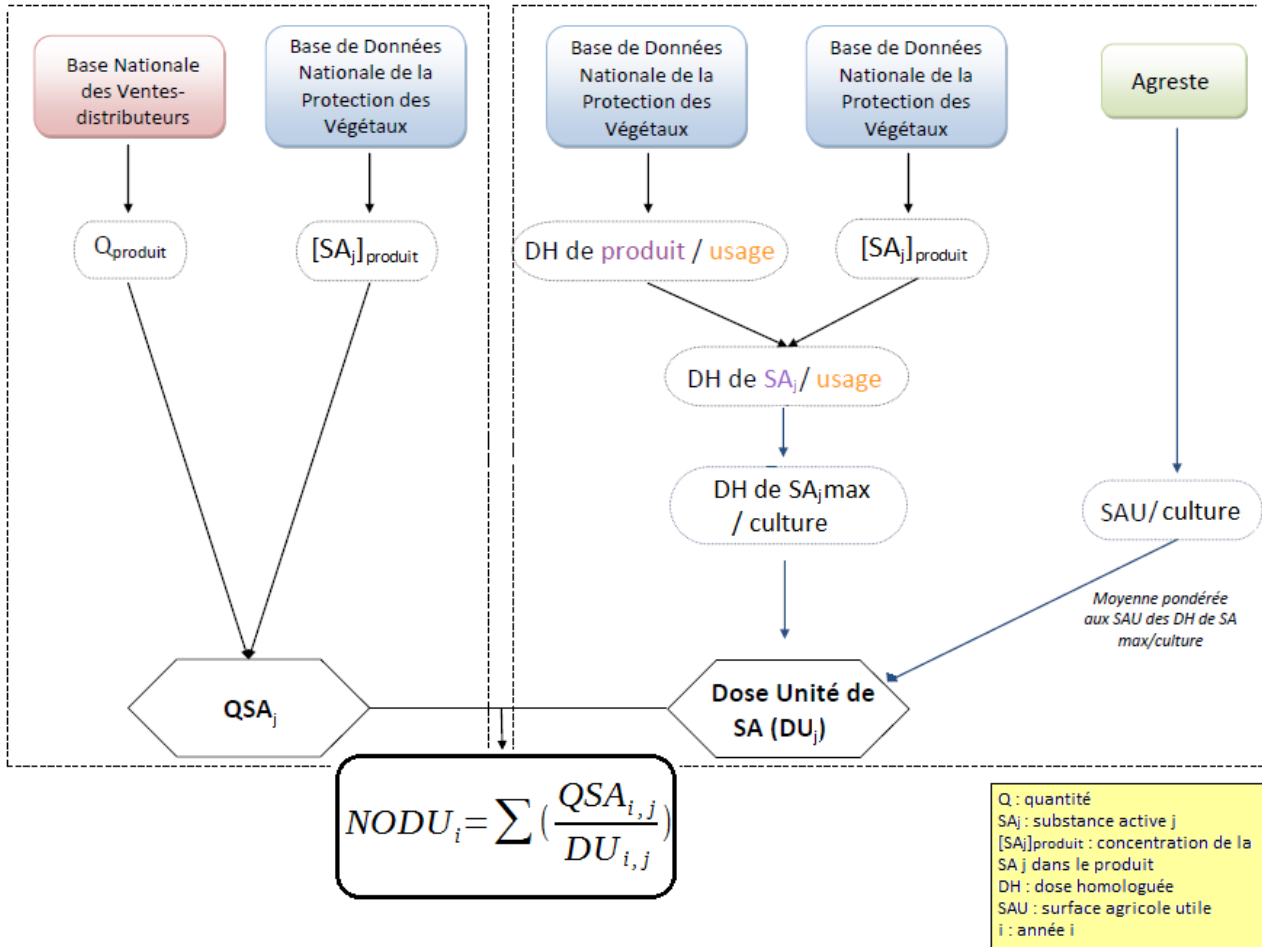 Base Nationale
des Ventes-
distributeurs
Base de Données
Nationale de la
Protection des
Végétaux
Base de Données
Nationale de la
Protection des
Végétaux
Base de Données
Nationale de la
Protection des
Végétaux
Agreste
Qproduit
[SAj]produit
DH de produit / usage
[SAj]produit
DH de SAj/ usage
DH de SAjmax
/ culture
SAU/ culture
Moyenne pondérée
aux SAU des DH de SA
max/culture
QSAj
Dose Unité de
SA (DUj)
NODUi=∑(QSAi,j/DUi,j)
Q : quantité
SAj : substance active j
[SAj]produit : concentration de la
SA j dans le produit
DH : dose homologuée
SAU : surface agricole utile
i : année i